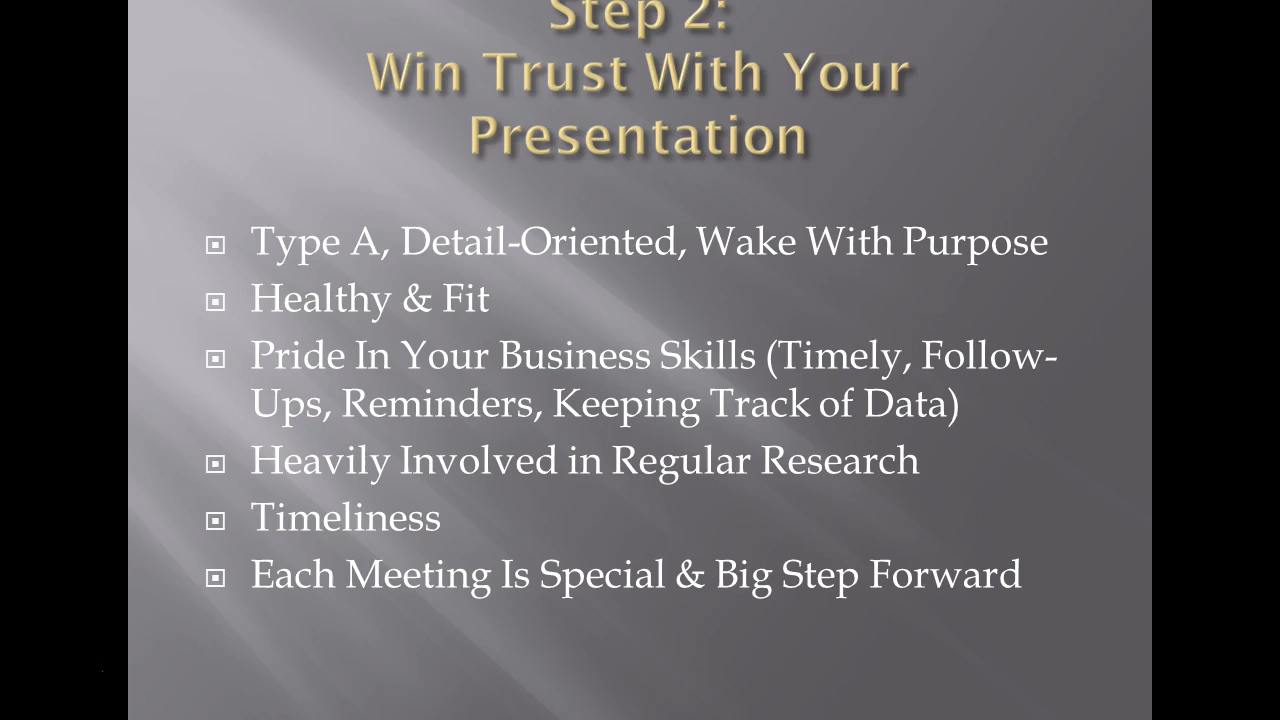 Step 2:
Win Trust With Your
Presentation
Type A, Detail-Oriented, Wake With Purpose
Healthy & Fit
Pride In Your Business Skills (Timely, Follow-
Ups, Reminders, Keeping Track of Data)
Heavily Involved in Regular Research
Timeliness
Each Meeting Is Special & Big Step Forward